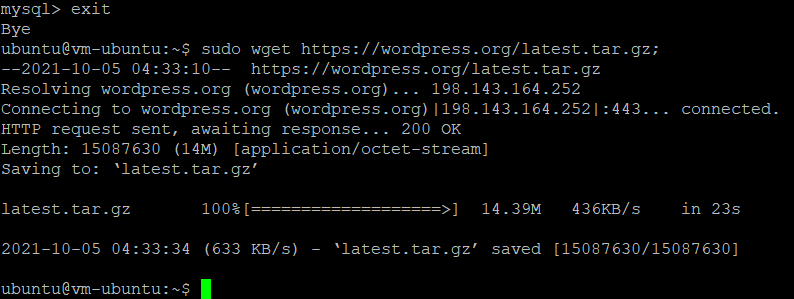 mysql> exit
Bye
ubuntu@vm-ubuntu:~$ sudo wget https://wordpress.org/latest.tar.gz;
--2021-10-05 04:33:10--  https://wordpress.org/latest.tar.gz
Resolving wordpress.org (wordpress.org)... 198.143.164.252
Connecting to wordpress.org (wordpress.org)|198.143.164.252|:443... connected.
HTTP request sent, awaiting response... 200 OK
Length: 15087630 (14M) [application/octet-stream]
Saving to: ‘latest.tar.gz’
latest.tar.gz       100%[===================>]  14.39M   436KB/s    in 23s
2021-10-05 04:33:34 (633 KB/s) - ‘latest.tar.gz’ saved [15087630/15087630]
ubuntu@vm-ubuntu:~$